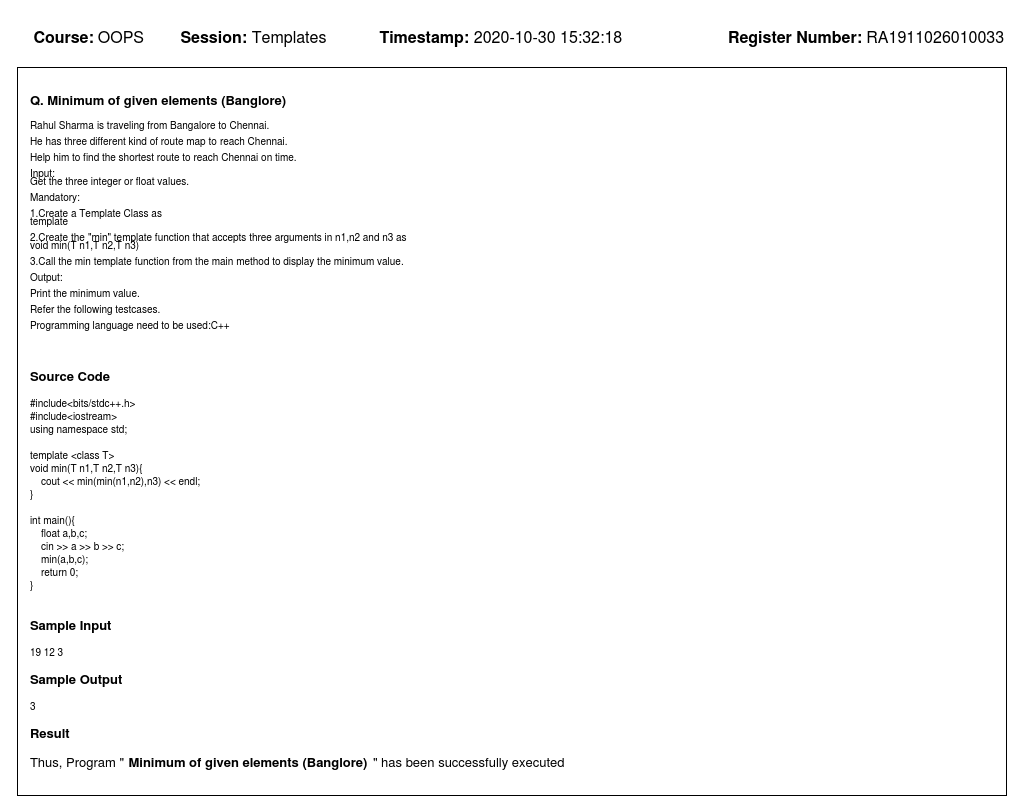 Course: OOPS Session: Templates Timestamp: 2020-10-30 15:32:18 Register Number: RA1911026010033
Q. Minimum of given elements (Banglore)
Rahul Sharma is traveling from Bangalore to Chennai.
He has three different kind of route map to reach Chennai.
Help him to find the shortest route to reach Chennai on time.
Input:
Get the three integer or float values.
Mandatory:
1.Create a Template Class as
template
2.Create the "min" template function that accepts three arguments in n1,n2 and n3 as
void min(T n1,T n2,T n3)
3.Call the min template function from the main method to display the minimum value.
Output:
Print the minimum value.
Refer the following testcases.
Programming language need to be used:C++
Source Code
#include<bits/stdc++.h>
#include<iostream>
using namespace std;
template <class T>
void min(T n1,T n2,T n3){
    cout << min(min(n1,n2),n3) << endl;
}
int main(){
    float a,b,c;
    cin >> a >> b >> c;
    min(a,b,c);
    return 0;
}
Sample Input
19 12 3
Sample Output
3
Result
Thus, Program " Minimum of given elements (Banglore) " has been successfully executed